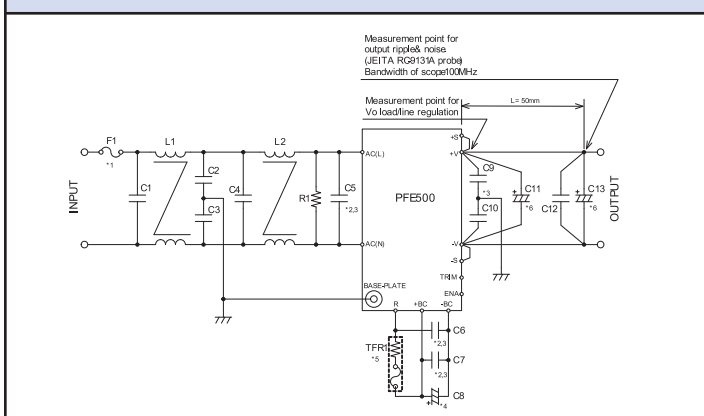 Measurement point for
output ripple& noise
(JEITA RC9131A probe)
Bandwidth of scope100MHz
Measurement point for
Vo load/line regulation
L= 50mm
F1
*1
L1
L2
+S
+V
AC(L)
C1
C2
C3
C4
R1
C5
*2,3
PFE500
C9
*3
C10
C11
*6
C12
C13
*6
INPUT
OUTPUT
AC(N)
-V
-S
TRIM
ENA
BASE-PLATE
R
+BC
-BC
C6
*2,3
TFR1
*5
C7
*2,3
C8
+
*4